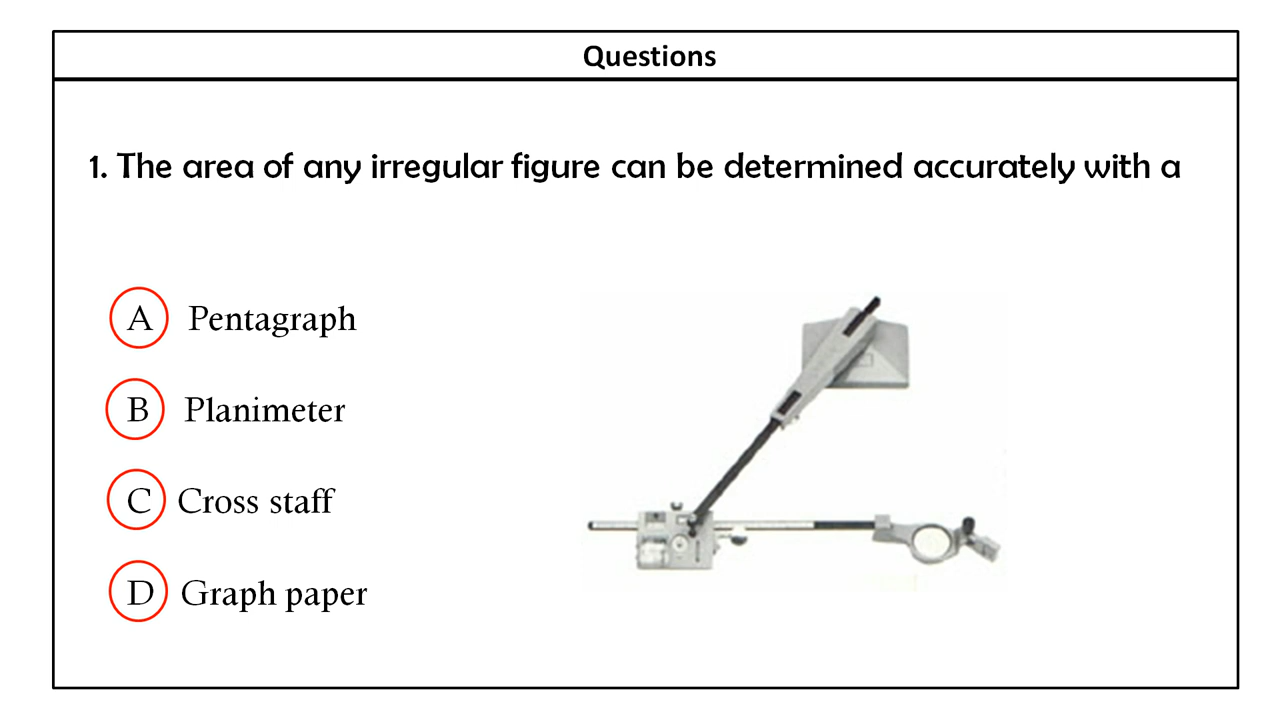 Questions
1. The area of any irregular figure can be determined accurately with a
A Pentagraph
B Planimeter
C Cross staff
D Graph paper